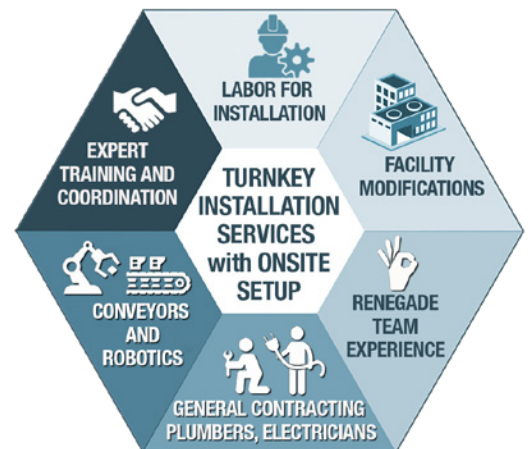 LABOR FOR
INSTALLATION
FACILITY
MODIFICATIONS
RENEGADE
TEAM
EXPERIENCE
GENERAL CONTRACTING
PLUMBERS, ELECTRICIANS
CONVEYORS
AND
ROBOTICS
EXPERT
TRAINING AND
COORDINATION
TURNKEY
INSTALLATION
SERVICES
with ONSITE
SETUP